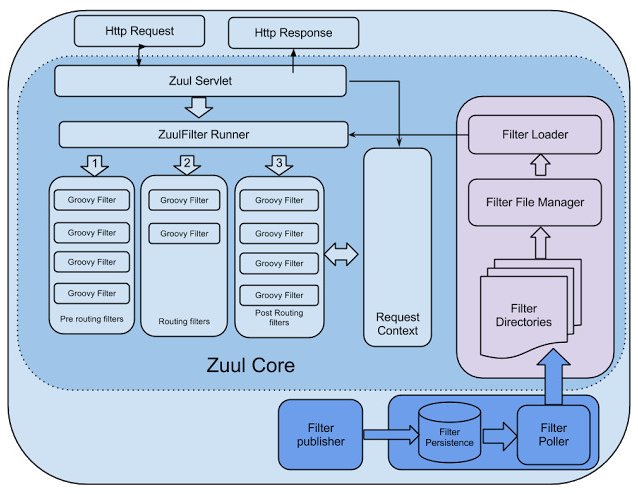 Http Request
Http Response
Zuul Servlet
ZuulFilter Runner
1
2
3
Groovy Filter
Groovy Filter
Groovy Filter
Groovy Filter
Pre routing filters
Groovy Filter
Groovy Filter
Routing filters
Groovy Filter
Groovy Filter
Groovy Filter
Groovy Filter
Post Routing
filters
Request
Context
Filter Loader
Filter File Manager
Filter
Directories
Zuul Core
Filter
publisher
Filter
Persistence
Filter
Poller